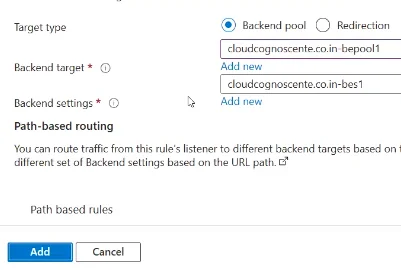 Target type
Backend pool
Redirection
cloudcognoscente.co.in-bepool1
Backend target *
Add new
cloudcognoscente.co.in-bes1
Backend settings *
Add new
Path-based routing
You can route traffic from this rule's listener to different backend targets based on
different set of Backend settings based on the URL path.
Path based rules
Add
Cancel